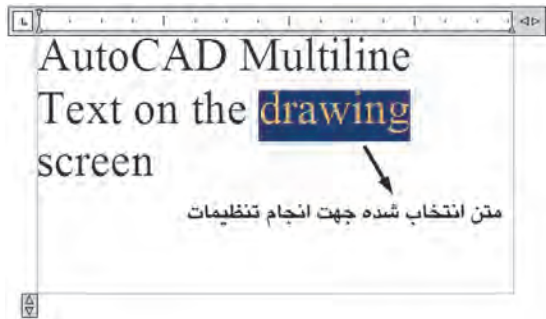 AutoCAD Multiline
Text on the drawing
screen
متن انتخاب شده جهت انجام تنظیمات